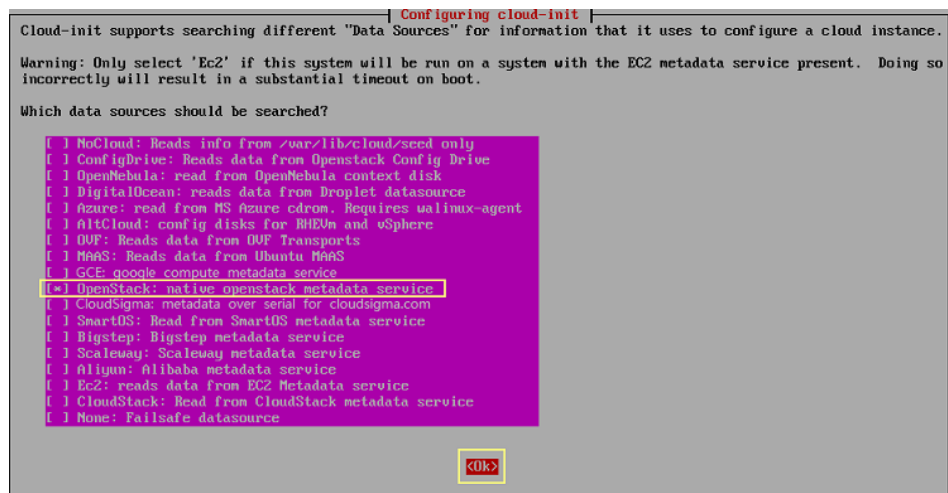 Configuring cloud-init
Cloud-init supports searching different "Data Sources" for information that it uses to configure a cloud instance.
Warning: Only select 'Ec2' if this system will be run on a system with the EC2 metadata service present. Doing so
incorrectly will result in a substantial timeout on boot.
Which data sources should be searched?
[ ] NoCloud: Reads info from /var/lib/cloud/seed only
[ ] ConfigDrive: Reads data from Openstack Config Drive
[ ] OpenNebula: read from OpenNebula context disk
[ ] DigitalOcean: reads data from Droplet datasource
[ ] Azure: read from MS Azure cdrom. Requires walinux-agent
[ ] AltCloud: config disks for RHEVm and vSphere
[ ] OVF: Reads data from OVF Transports
[ ] MAAS: Reads data from Ubuntu MAAS
[ ] GCE: google compute metadata service
[*] OpenStack: native openstack metadata service
[ ] CloudSigma: metadata over serial for cloudsigma.com
[ ] SmartOS: Read from SmartOS metadata service
[ ] Bigstep: Bigstep metadata service
[ ] Scaleway: Scaleway metadata service
[ ] Aliyun: Alibaba metadata service
[ ] Ec2: reads data from EC2 Metadata service
[ ] CloudStack: Read from CloudStack metadata service
[ ] None: Failsafe datasource
<Ok>